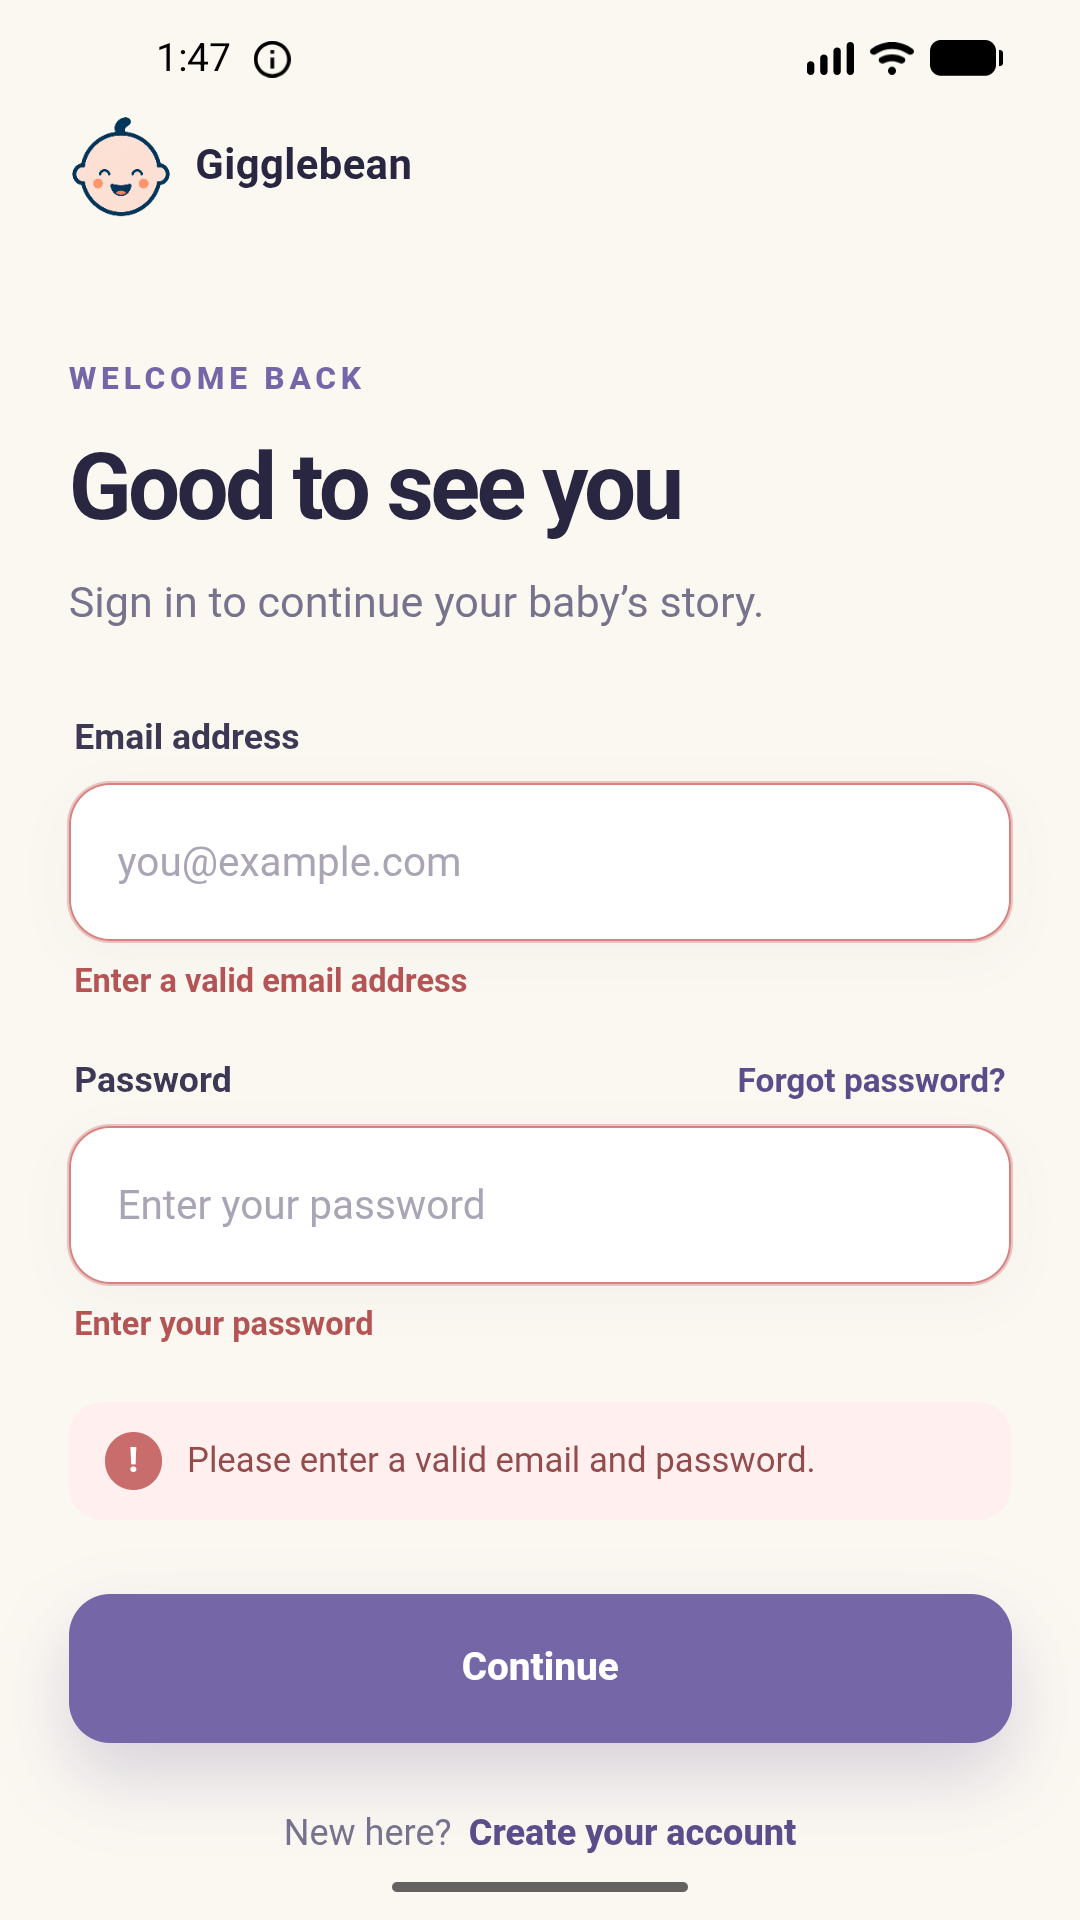 1:47
Gigglebean
WELCOME BACK
Good to see you
Sign in to continue your baby’s story.
Email address
you@example.com
Enter a valid email address
Password
Forgot password?
Enter your password
Enter your password
! Please enter a valid email and password.
Continue
New here? Create your account